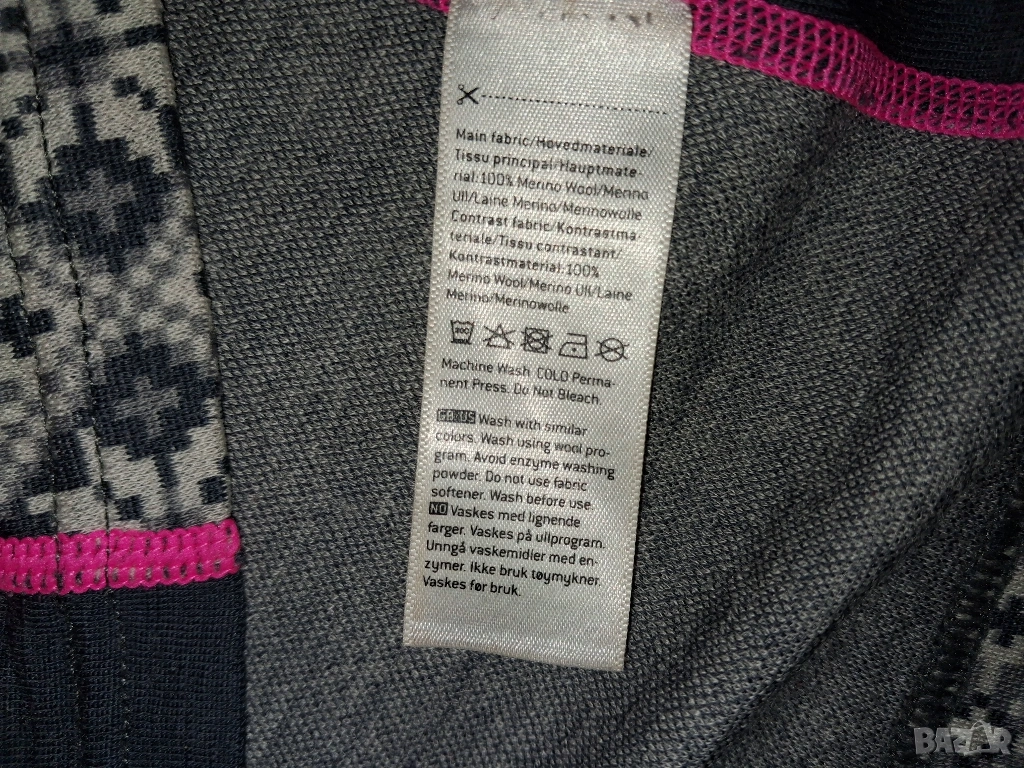 Main fabric/Hovedmateriale/
Tissu principal/Hauptmate
rial:100% Merino Wool/Merino
Ull/Laine Merino/Merinowolle
Contrast fabric/Kontrastma
teriale/Tissu contrastant/
Kontrastmaterial:100%
Merino Wool/Merino Ull/Laine
Merino/Merinowolle
Machine Wash COLD Perma-
nent Press. Do Not Bleach
GB:US Wash with similar
colors. Wash using wool pro-
gram. Avoid enzyme washing
powder. Do not use fabric
softener. Wash before use.
NO Vaskes med lignende
farger. Vaskes på ullprogram.
Unngå vaskemidler med en-
zymer. Ikke bruk tøymykner.
Vaskes før bruk.
BAZAR